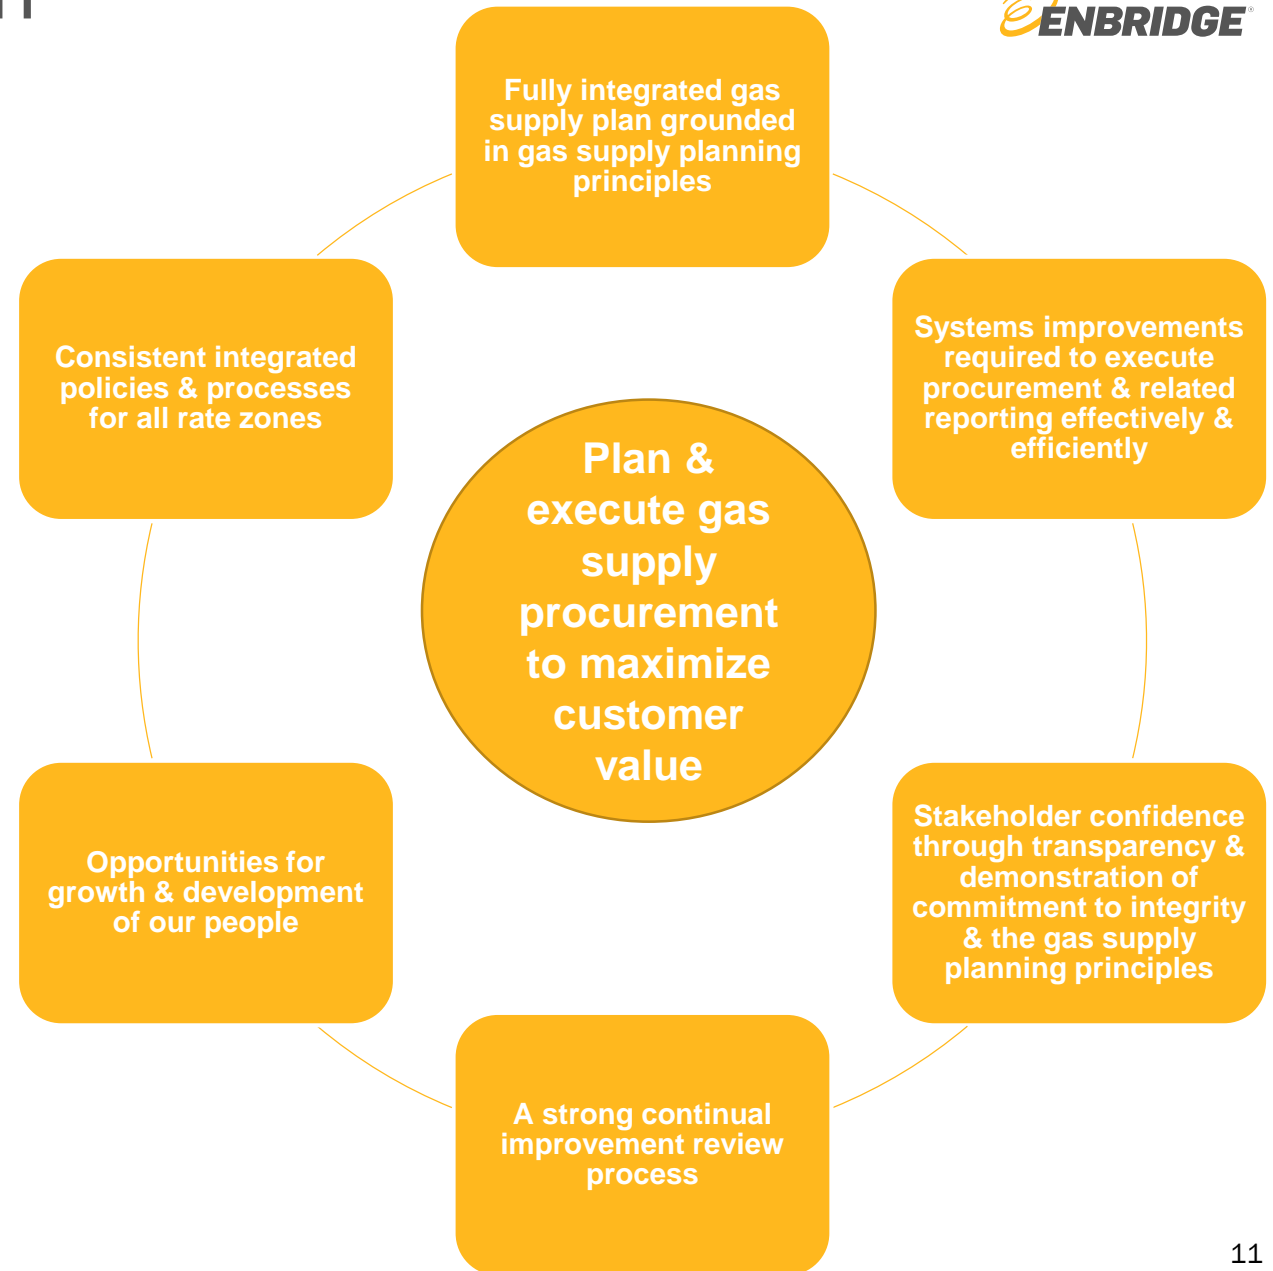 ENBRIDGE
Fully integrated gas
supply plan grounded
in gas supply planning
principles
Systems improvements
required to execute
procurement & related
reporting effectively &
efficiently
Consistent integrated
policies & processes
for all rate zones
Plan &
execute gas
supply
procurement
to maximize
customer
value
Stakeholder confidence
through transparency &
demonstration of
commitment to integrity
& the gas supply
planning principles
Opportunities for
growth & development
of our people
A strong continual
improvement review
process
11